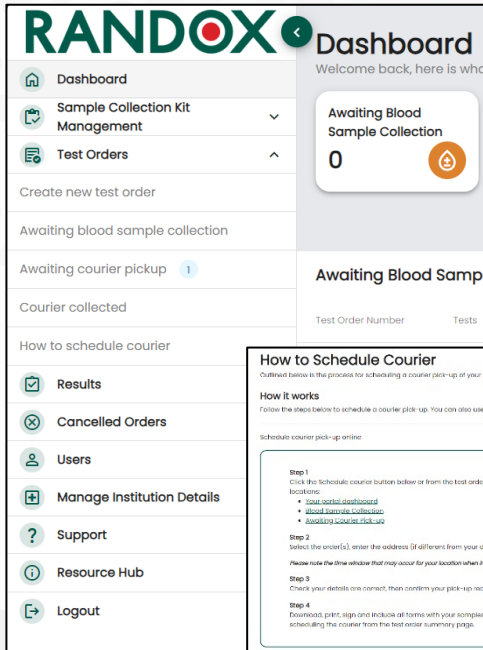 RANDOX
Dashboard
Sample Collection Kit
Management
Test Orders
Create new test order
Awaiting blood sample collection
Awaiting courier pickup 1
Courier collected
How to schedule courier
Results
Cancelled Orders
Users
Manage Institution Details
Support
Resource Hub
Logout
Dashboard
Welcome back, here is
Awaiting Blood
Sample Collection
0
Awaiting Blood Samp
Test Order Number Tests
How to Schedule Courier
Outlined below is the process for scheduling a courier pick-up of your
How it works
Follow the steps below to schedule a courier pick-up. You can also use
Schedule courier pick-up online
Step 1
Click the Schedule courier button below or from the test orde
locations:
• Your portal dashboard
• Blood Sample Collection
• Awaiting Courier Pick-up
Step 2
Select the order(s), enter the address (if different from your d
Please note the time window that may occur for your location when
Step 3
Check your details are correct, then confirm your pick-up req
Step 4
Download, print, sign and include all forms with your samples
scheduling the courier from the test order summary page.